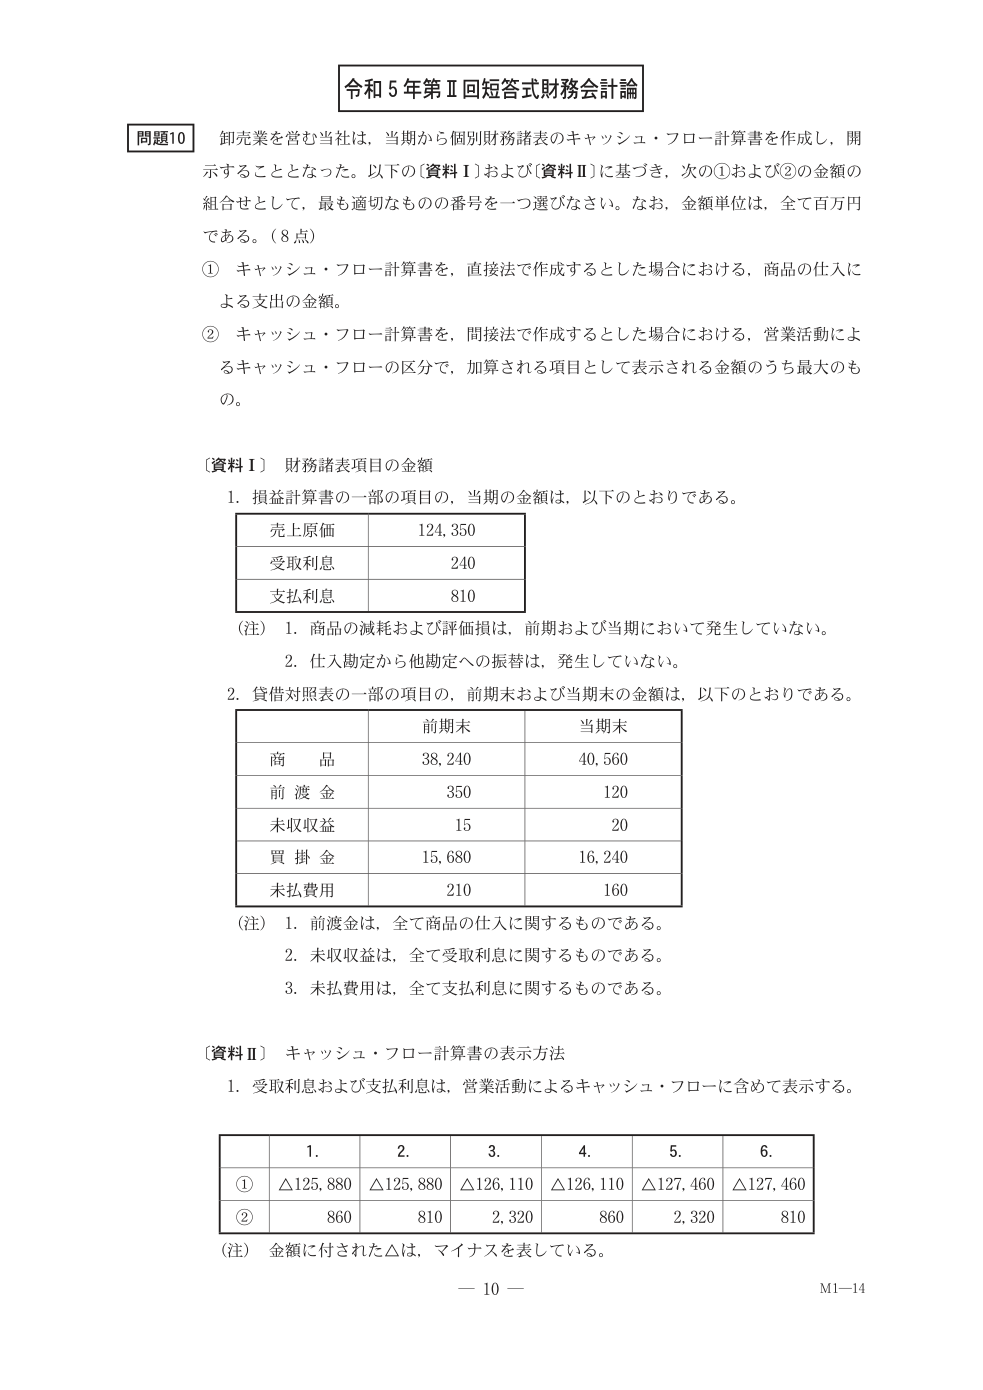 令和5年第Ⅱ回短答式財務会計論
問題10 卸売業を営む当社は，当期から個別財務諸表のキャッシュ・フロー計算書を作成し，開
示することとなった。以下の〔資料Ⅰ〕および〔資料Ⅱ〕に基づき，次の①および②の金額の
組合せとして，最も適切なものの番号を一つ選びなさい。なお，金額単位は，全て百万円
である。（8点）
① キャッシュ・フロー計算書を，直接法で作成するとした場合における，商品の仕入に
よる支出の金額。
② キャッシュ・フロー計算書を，間接法で作成するとした場合における，営業活動によ
るキャッシュ・フローの区分で，加算される項目として表示される金額のうち最大のも
の。
〔資料Ⅰ〕 財務諸表項目の金額
1．損益計算書の一部の項目の，当期の金額は，以下のとおりである。
売上原価 124,350
受取利息 240
支払利息 810
（注） 1．商品の減耗および評価損は，前期および当期において発生していない。
2．仕入勘定から他勘定への振替は，発生していない。
2．貸借対照表の一部の項目の，前期末および当期末の金額は，以下のとおりである。
前期末 当期末
商品 38,240 40,560
前渡金 350 120
未収収益 15 20
買掛金 15,680 16,240
未払費用 210 160
（注） 1．前渡金は，全て商品の仕入に関するものである。
2．未収収益は，全て受取利息に関するものである。
3．未払費用は，全て支払利息に関するものである。
〔資料Ⅱ〕 キャッシュ・フロー計算書の表示方法
1．受取利息および支払利息は，営業活動によるキャッシュ・フローに含めて表示する。
1. 2. 3. 4. 5. 6.
① △125,880 △125,880 △126,110 △126,110 △127,460 △127,460
② 860 810 2,320 860 2,320 810
（注） 金額に付された△は，マイナスを表している。
― 10 ― M1―14